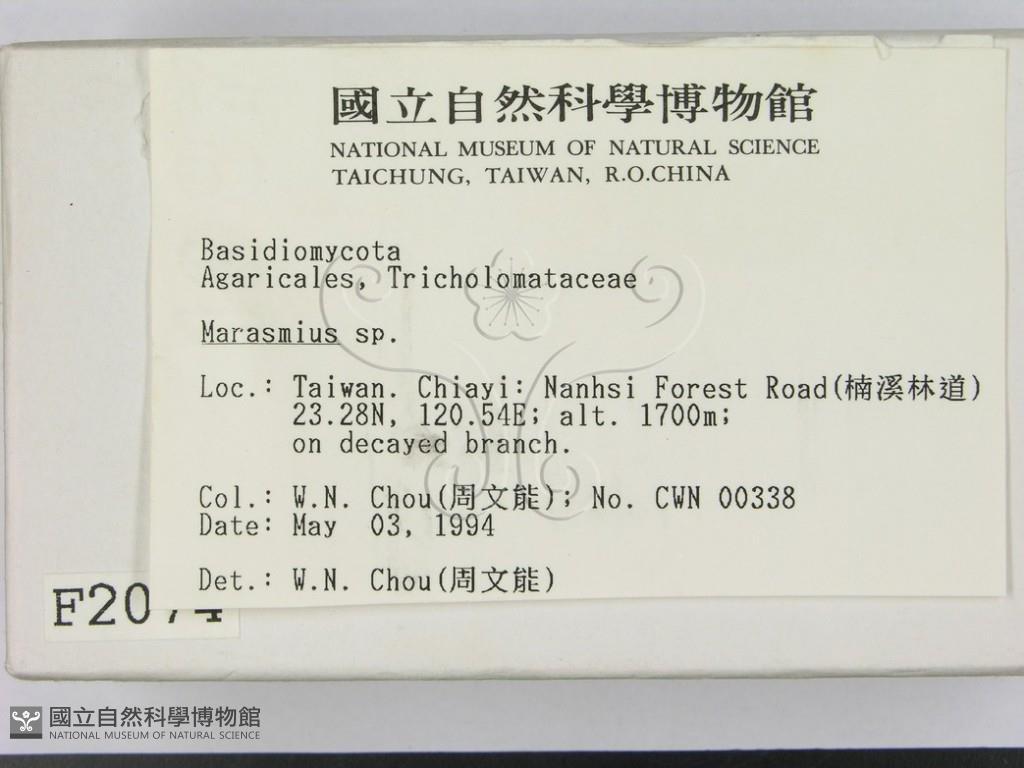 國立自然科學博物館
NATIONAL MUSEUM OF NATURAL SCIENCE
TAICHUNG, TAIWAN, R.O.CHINA
Basidiomycota
Agaricales, Tricholomataceae
Marasmius sp.
Loc.: Taiwan. Chiayi: Nanhsi Forest Road(楠溪林道)
23.28N, 120.54E; alt. 1700m;
on decayed branch.
Col.: W.N. Chou(周文能); No. CWN 00338
Date: May 03, 1994
Det.: W.N. Chou(周文能)
F2074
國立自然科學博物館
NATIONAL MUSEUM OF NATURAL SCIENCE